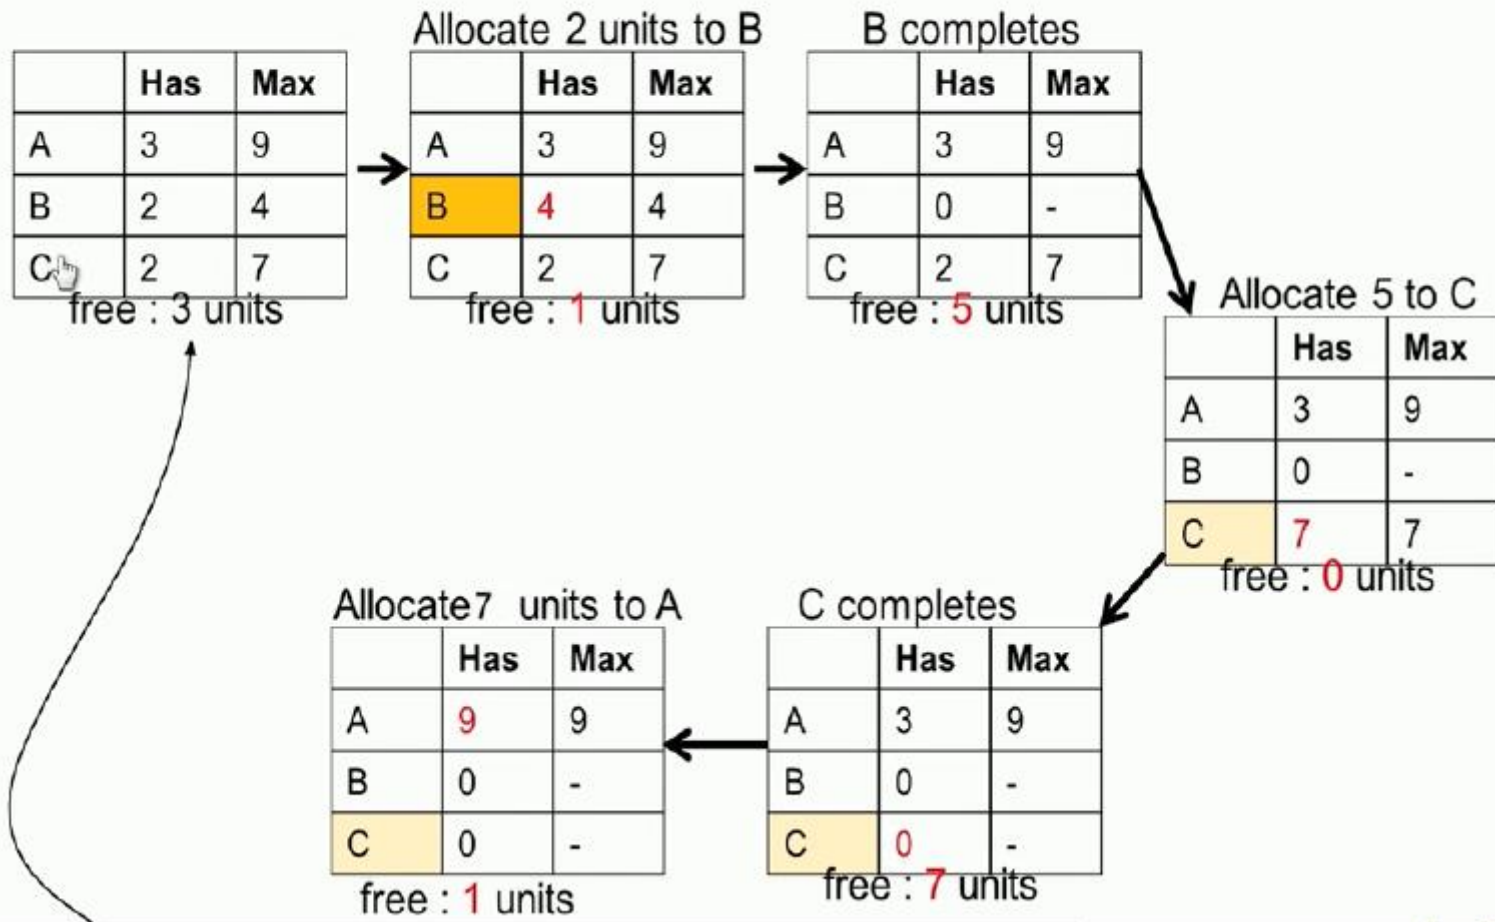 Allocate 2 units to B
B completes
Has Max
A 3 9
B 2 4
C 2 7
free : 3 units
Has Max
A 3 9
B 4 4
C 2 7
free : 1 units
Has Max
A 3 9
B 0 -
C 2 7
free : 5 units
Allocate 5 to C
Has Max
A 3 9
B 0 -
C 7 7
free : 0 units
Allocate7 units to A
Has Max
A 9 9
B 0 -
C 0 -
free : 1 units
C completes
Has Max
A 3 9
B 0 -
C 0 -
free : 7 units